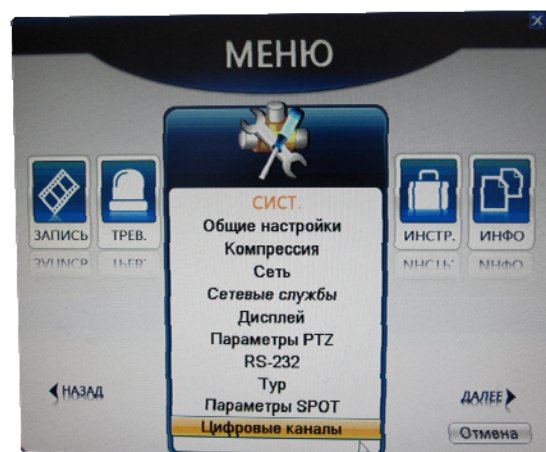 МЕНЮ
ЗАПИСЬ
ТРЕВ.
СИСТ.
Общие настройки
Компрессия
Сеть
Сетевые службы
Дисплей
Параметры PTZ
RS-232
Тур
Параметры SPOT
Цифровые каналы
ИНСТР.
ИНФО
НАЗАД
ДАЛЕЕ
Отмена